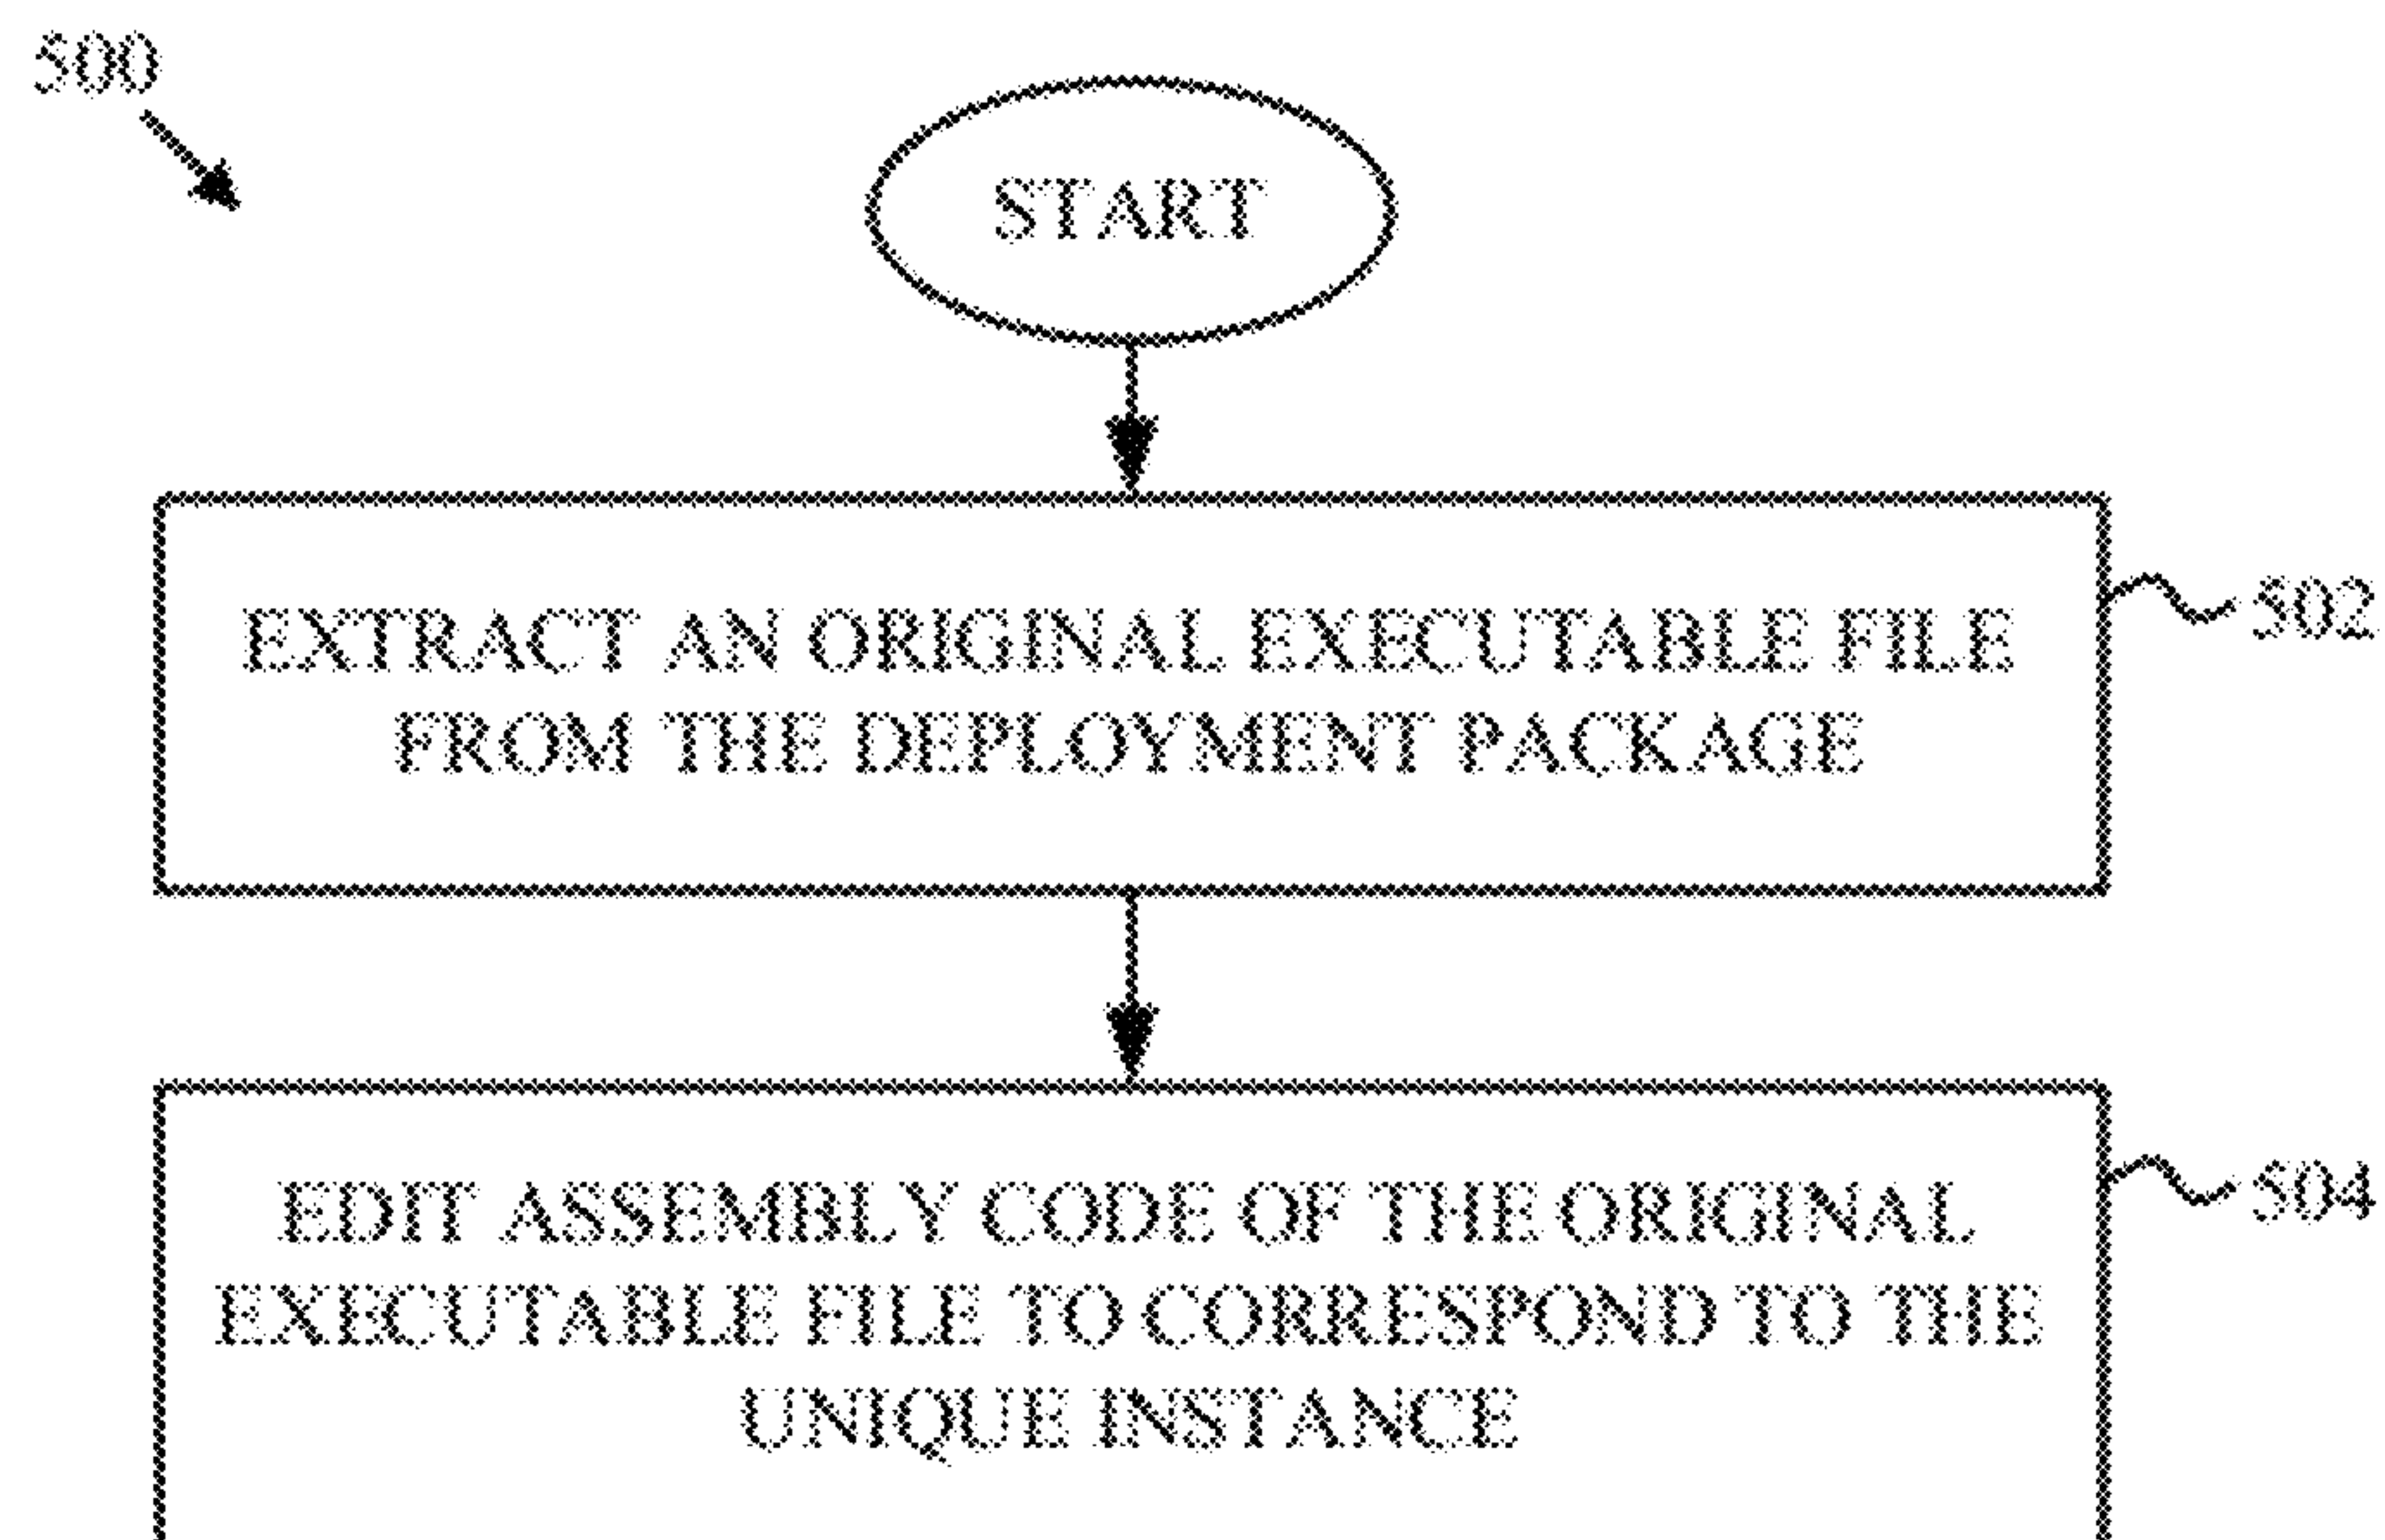 500
START
EXTRACT AN ORIGINAL EXECUTABLE FILE
FROM THE DEPLOYMENT PACKAGE
502
EDIT ASSEMBLY CODE OF THE ORIGINAL
EXECUTABLE FILE TO CORRESPOND TO THE
UNIQUE INSTANCE
504